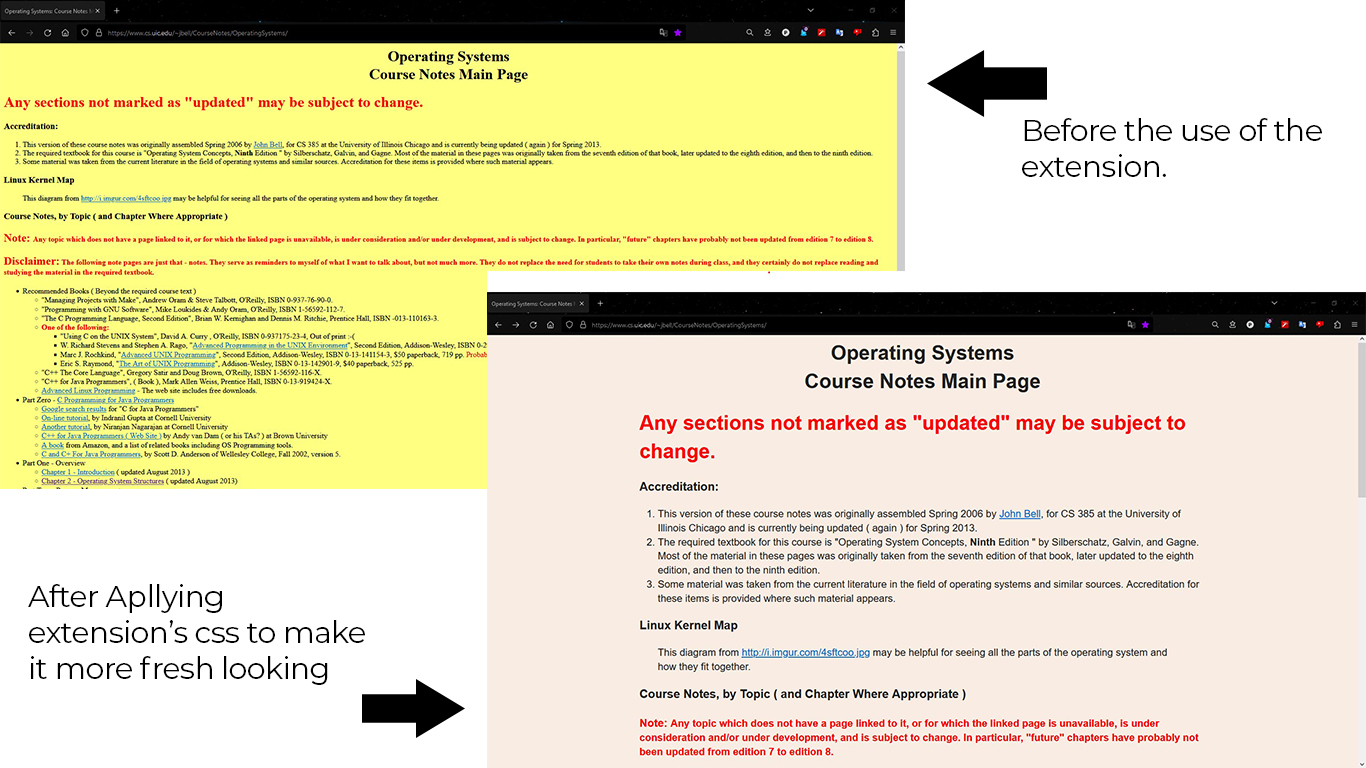 Operating Systems: Course Notes M
https://www.cs.uic.edu/~jbell/CourseNotes/OperatingSystems/
Operating Systems
Course Notes Main Page
Any sections not marked as "updated" may be subject to change.
Accreditation:
1. This version of these course notes was originally assembled Spring 2006 by John Bell, for CS 385 at the University of Illinois Chicago and is currently being updated ( again ) for Spring 2013.
2. The required textbook for this course is "Operating System Concepts, Ninth Edition " by Silberschatz, Galvin, and Gagne. Most of the material in these pages was originally taken from the seventh edition of that book, later updated to the eighth edition, and then to the ninth edition.
3. Some material was taken from the current literature in the field of operating systems and similar sources. Accreditation for these items is provided where such material appears.
Linux Kernel Map
This diagram from http://i.imgur.com/4sftcoo.jpg may be helpful for seeing all the parts of the operating system and how they fit together.
Course Notes, by Topic ( and Chapter Where Appropriate )
Note: Any topic which does not have a page linked to it, or for which the linked page is unavailable, is under consideration and/or under development, and is subject to change. In particular, "future" chapters have probably not been updated from edition 7 to edition 8.
Disclaimer: The following note pages are just that - notes. They serve as reminders to myself of what I want to talk about, but not much more. They do not replace the need for students to take their own notes during class, and they certainly do not replace reading and
studying the material in the required textbook.
Recommended Books ( Beyond the required course text )
"Managing Projects with Make", Andrew Oram & Steve Talbott, O'Reilly, ISBN 0-937-76-90-0.
"Programming with GNU Software", Mike Loukides & Andy Oram, O'Reilly, ISBN 1-56592-112-7.
"The C Programming Language, Second Edition", Brian W. Kernighan and Dennis M. Ritchie, Prentice Hall, ISBN -013-110163-3.
One of the following:
"Using C on the UNIX System", David A. Curry , O'Reilly, ISBN 0-937175-23-4, Out of print :-(
W. Richard Stevens and Stephen A. Rago, "Advanced Programming in the UNIX Environment", Second Edition, Addison-Wesley, ISBN 0-2
Marc J. Rochkind, "Advanced UNIX Programming", Second Edition, Addison-Wesley, ISBN 0-13-141154-3, $50 paperback, 719 pp. Probab
Eric S. Raymond, "The Art of UNIX Programming", Addison-Wesley, ISBN 0-13-142901-9, $40 paperback, 525 pp.
"C++ The Core Language", Gregory Satir and Doug Brown, O'Reilly, ISBN 1-56592-116-X.
"C++ for Java Programmers", ( Book ), Mark Allen Weiss, Prentice Hall, ISBN 0-13-919424-X.
Advanced Linux Programming - The web site includes free downloads.
Part Zero - C Programming for Java Programmers
Google search results for "C for Java Programmers"
On-line tutorial, by Indranil Gupta at Cornell University
Another tutorial, by Niranjan Nagarajan at Cornell University
C++ for Java Programmers ( Web Site ) by Andy van Dam ( or his TAs? ) at Brown University
A book from Amazon, and a list of related books including OS Programming tools.
C and C+ For Java Programmers, by Scott D. Anderson of Wellesley College, Fall 2002, version 5.
Part One - Overview
Chapter 1 - Introduction ( updated August 2013 )
Chapter 2 - Operating System Structures ( updated August 2013)
Before the use of the
extension.
After Apllying
extension's css to make
it more fresh looking
Operating Systems: Course Notes M
https://www.cs.uic.edu/~jbell/CourseNotes/OperatingSystems/
Operating Systems
Course Notes Main Page
Any sections not marked as "updated" may be subject to
change.
Accreditation:
1. This version of these course notes was originally assembled Spring 2006 by John Bell, for CS 385 at the University of
Illinois Chicago and is currently being updated ( again ) for Spring 2013.
2. The required textbook for this course is "Operating System Concepts, Ninth Edition " by Silberschatz, Galvin, and Gagne.
Most of the material in these pages was originally taken from the seventh edition of that book, later updated to the eighth
edition, and then to the ninth edition.
3. Some material was taken from the current literature in the field of operating systems and similar sources. Accreditation for
these items is provided where such material appears.
Linux Kernel Map
This diagram from http://i.imgur.com/4sftcoo.jpg may be helpful for seeing all the parts of the operating system and
how they fit together.
Course Notes, by Topic ( and Chapter Where Appropriate )
Note: Any topic which does not have a page linked to it, or for which the linked page is unavailable, is under
consideration and/or under development, and is subject to change. In particular, "future" chapters have probably not
been updated from edition 7 to edition 8.